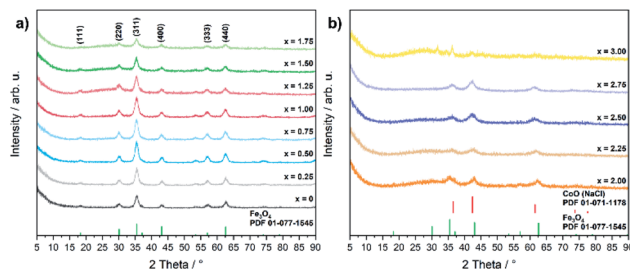 a)
(111)
(220)
(311)
(400)
(333)
(440)
x = 1.75
x = 1.50
x = 1.25
x = 1.00
x = 0.75
x = 0.50
x = 0.25
x = 0
Fe₃O₄
PDF 01-077-1545
Intensity / arb. u.
5 10 15 20 25 30 35 40 45 50 55 60 65 70 75 80 85 90
2 Theta / °
b)
x = 3.00
x = 2.75
x = 2.50
x = 2.25
x = 2.00
CoO (NaCl)
PDF 01-071-1178
Fe₃O₄
PDF 01-077-1545
Intensity / arb. u.
5 10 15 20 25 30 35 40 45 50 55 60 65 70 75 80 85 90
2 Theta / °